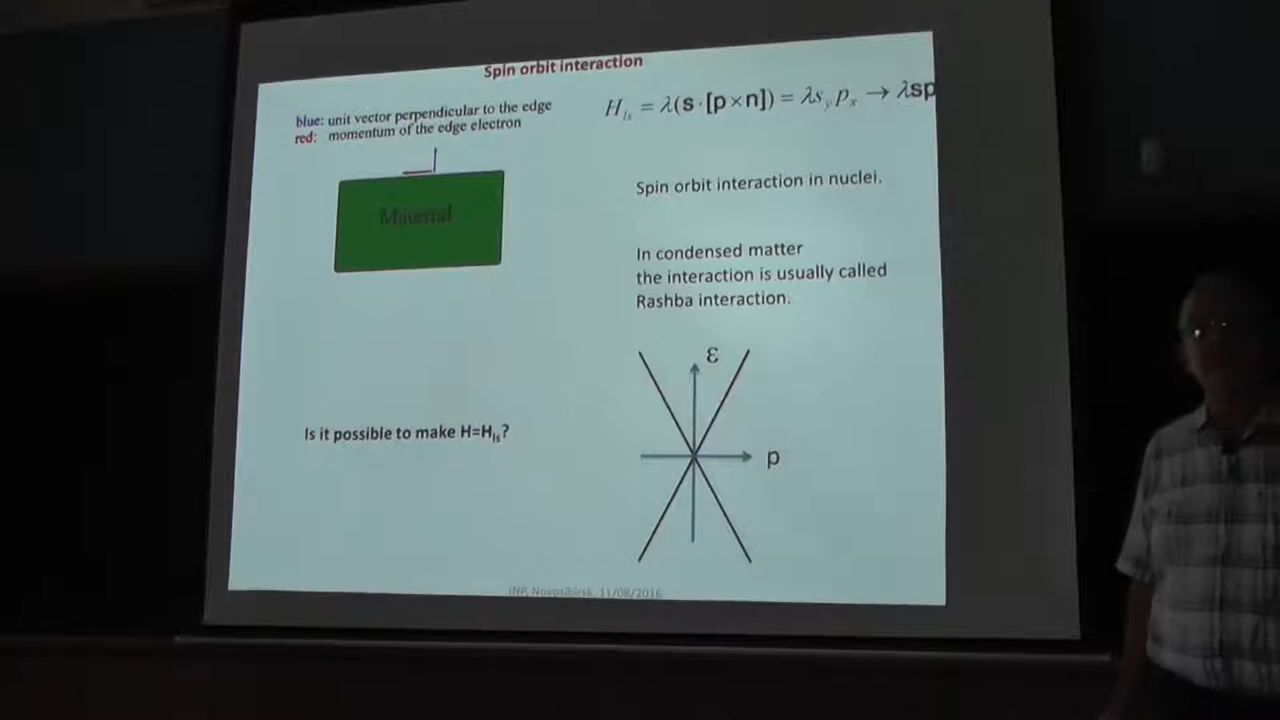 Spin orbit interaction
blue: unit vector perpendicular to the edge
red: momentum of the edge electron
Material
H_ls = λ(s·[p×n]) = λs_y p_x → λsp
Spin orbit interaction in nuclei.
In condensed matter
the interaction is usually called
Rashba interaction.
ε
p
Is it possible to make H=H_ls?
INP, Novosibirsk, 11/08/2016